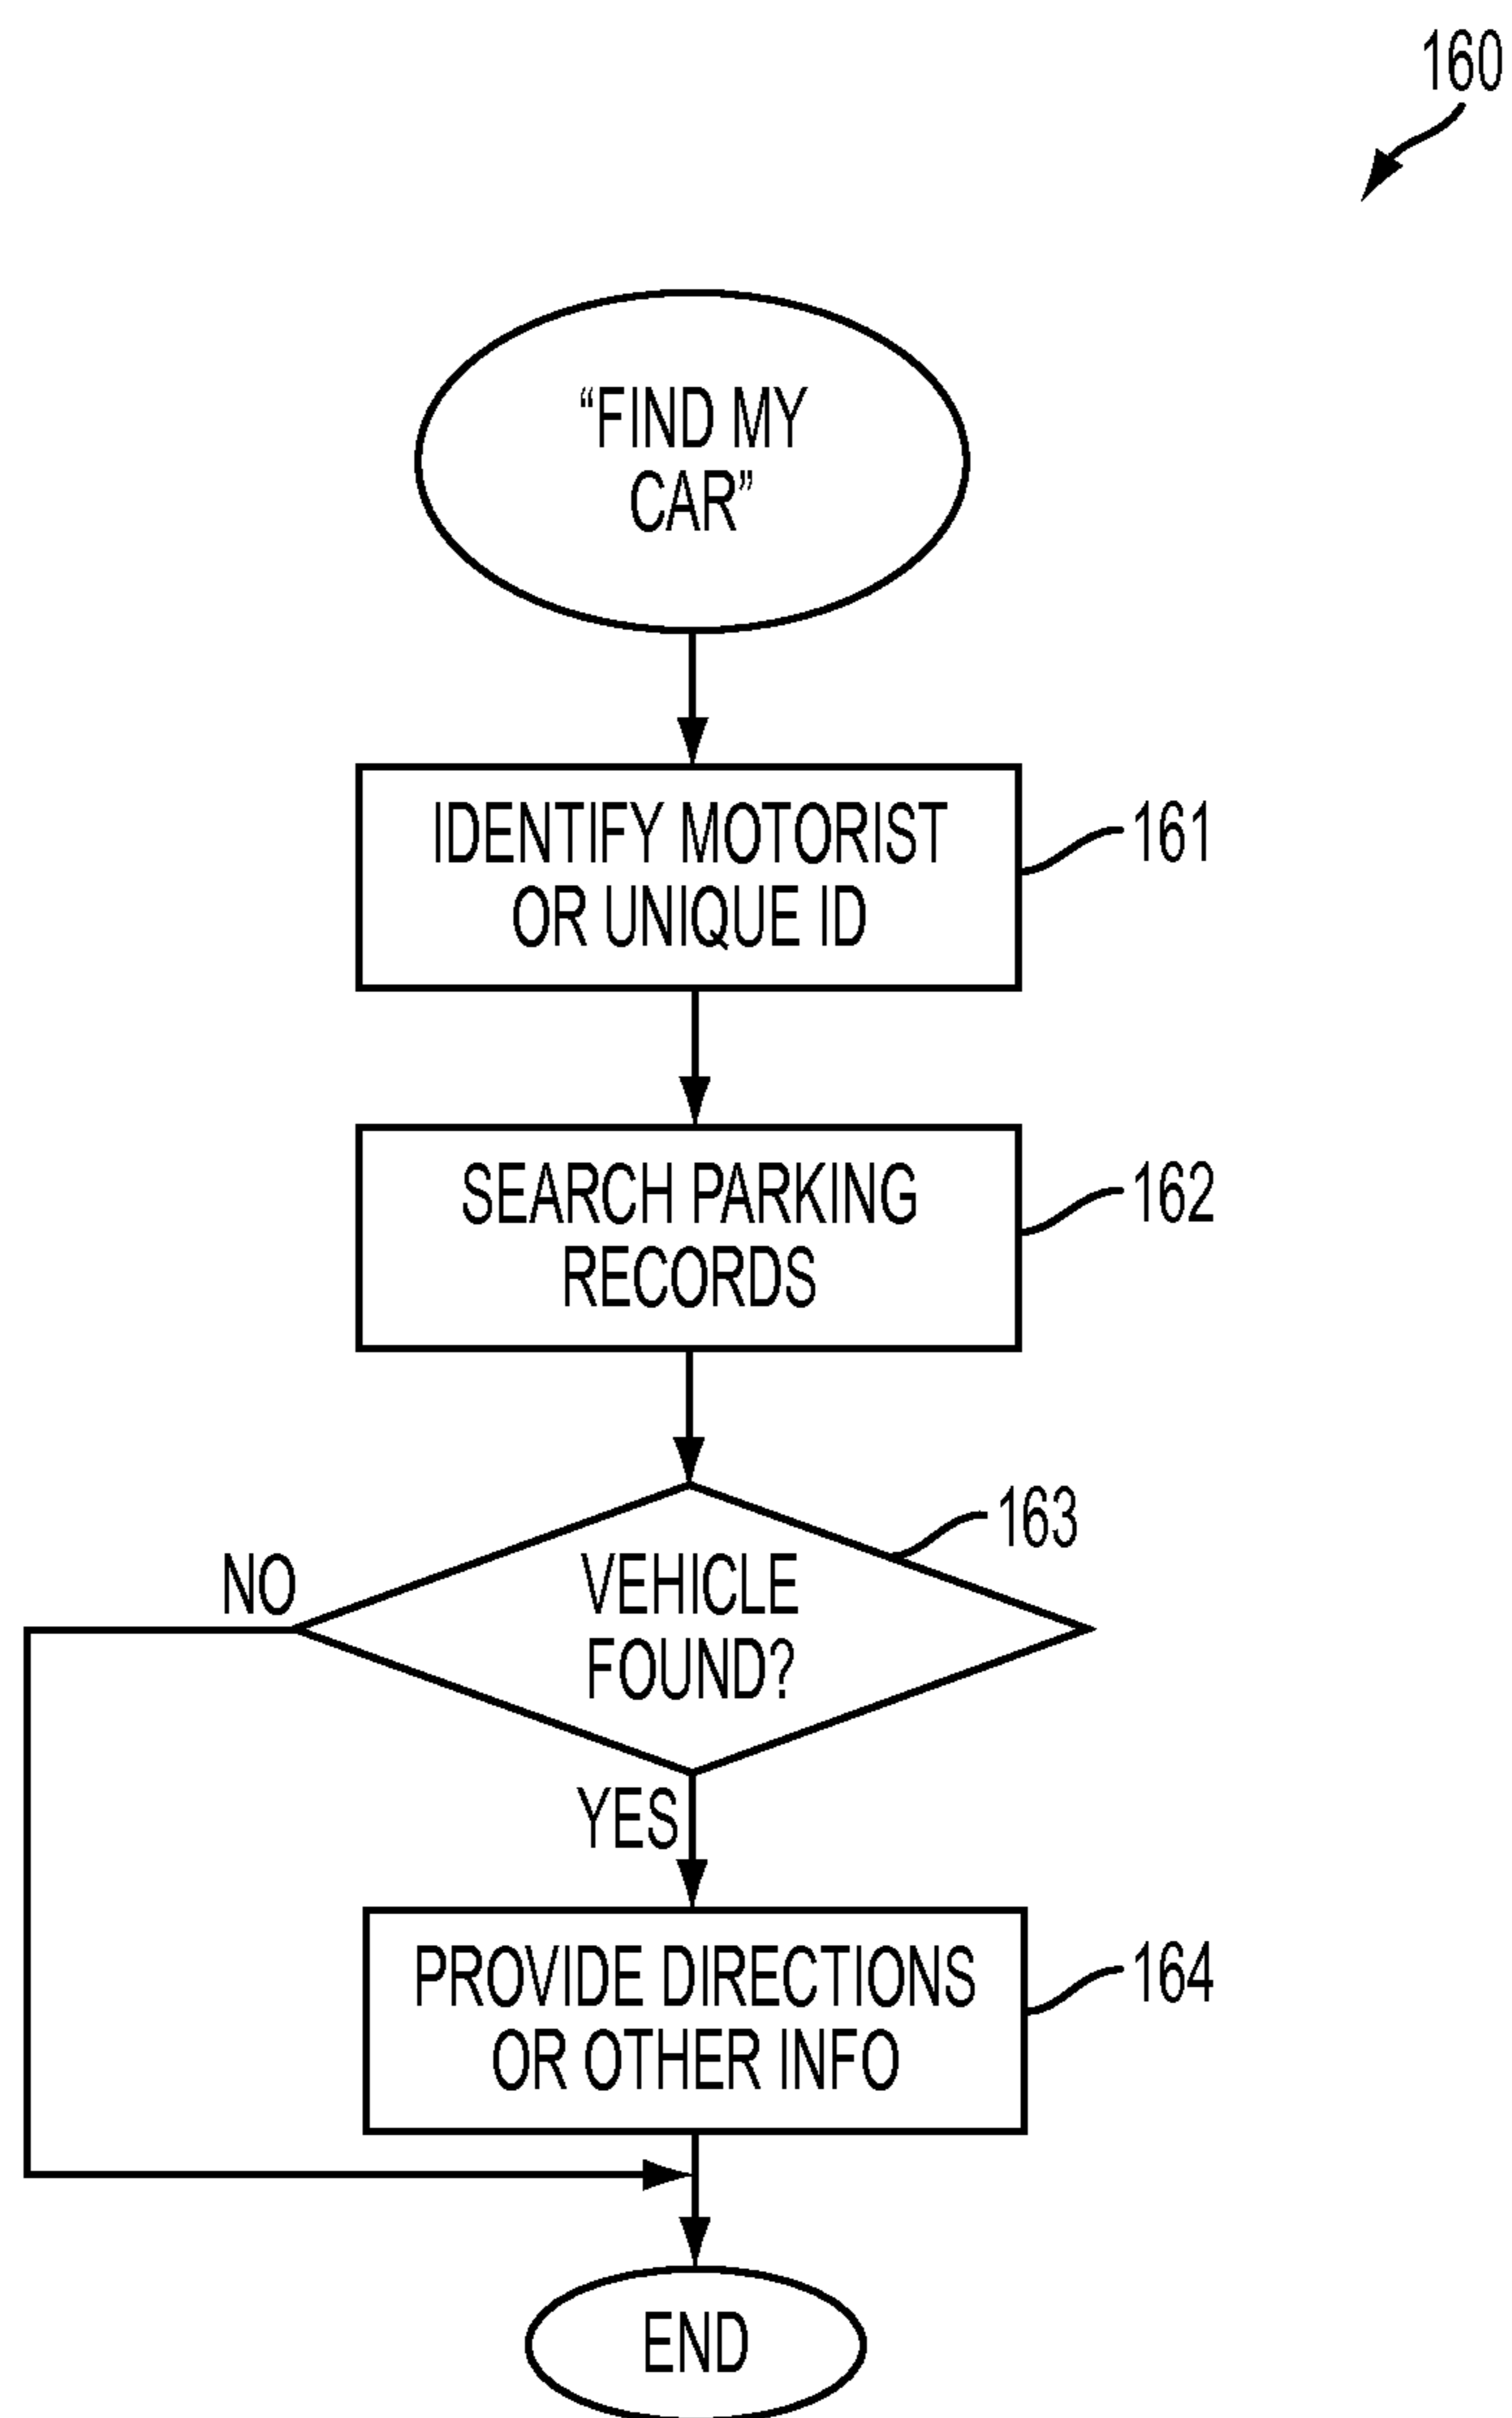 160
“FIND MY
CAR”
IDENTIFY MOTORIST
OR UNIQUE ID
161
SEARCH PARKING
RECORDS
162
163
NO
VEHICLE
FOUND?
YES
PROVIDE DIRECTIONS
OR OTHER INFO
164
END